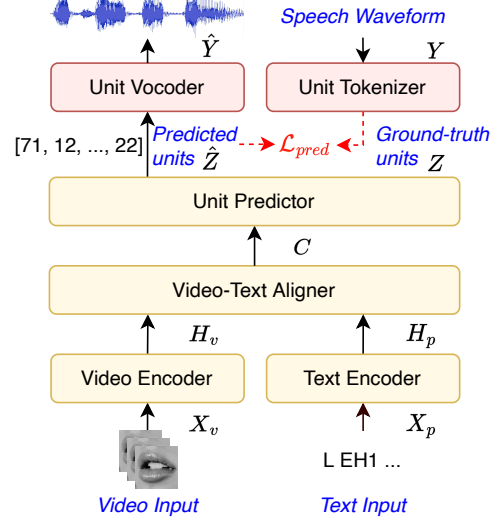 Speech Waveform
Ŷ
Y
Unit Vocoder
Unit Tokenizer
[71, 12, ..., 22]
Predicted units Ẑ
ℒ_pred
Ground-truth units Z
Unit Predictor
C
Video-Text Aligner
H_v
H_p
Video Encoder
Text Encoder
X_v
X_p
L EH1 ...
Video Input
Text Input